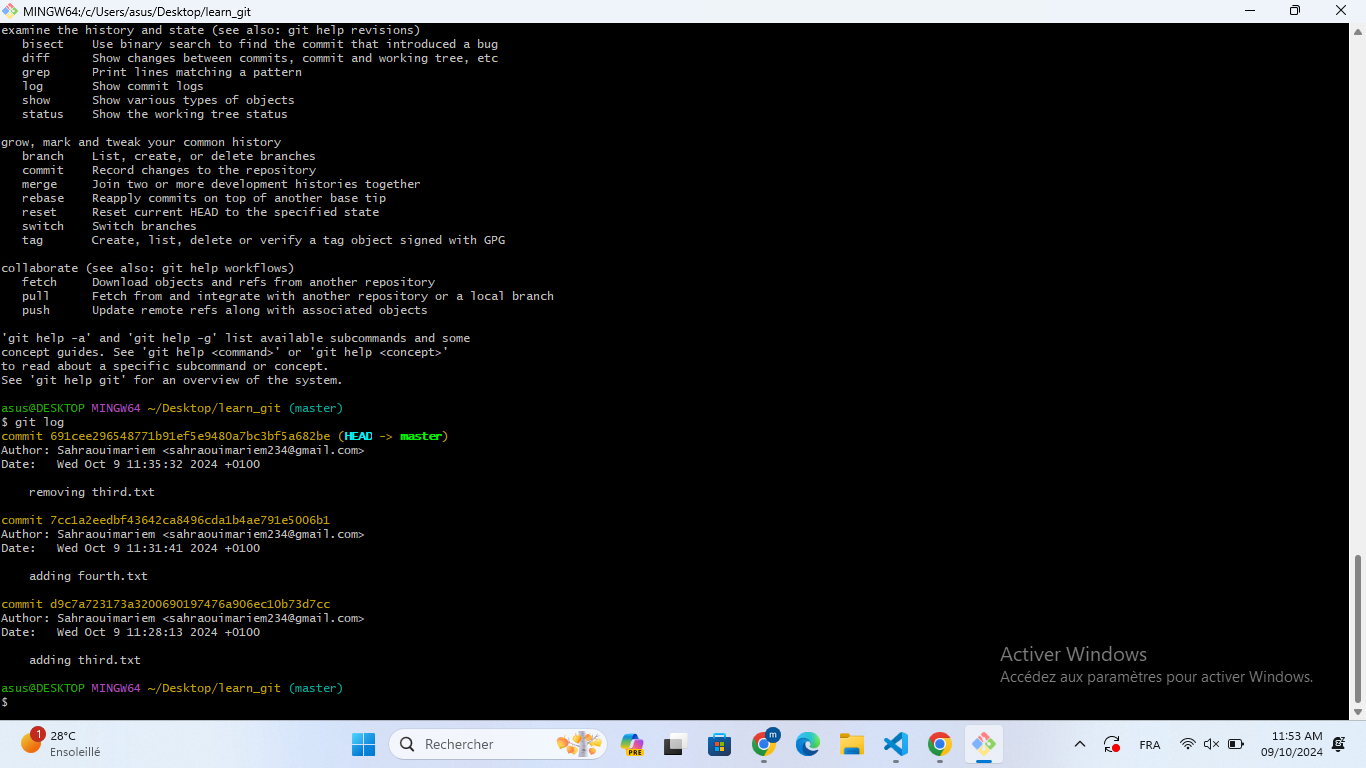 MINGW64:/c/Users/asus/Desktop/learn_git
examine the history and state (see also: git help revisions)
   bisect    Use binary search to find the commit that introduced a bug
   diff      Show changes between commits, commit and working tree, etc
   grep      Print lines matching a pattern
   log       Show commit logs
   show      Show various types of objects
   status    Show the working tree status

grow, mark and tweak your common history
   branch    List, create, or delete branches
   commit    Record changes to the repository
   merge     Join two or more development histories together
   rebase    Reapply commits on top of another base tip
   reset     Reset current HEAD to the specified state
   switch    Switch branches
   tag       Create, list, delete or verify a tag object signed with GPG

collaborate (see also: git help workflows)
   fetch     Download objects and refs from another repository
   pull      Fetch from and integrate with another repository or a local branch
   push      Update remote refs along with associated objects

'git help -a' and 'git help -g' list available subcommands and some
concept guides. See 'git help <command>' or 'git help <concept>'
to read about a specific subcommand or concept.
See 'git help git' for an overview of the system.

asus@DESKTOP MINGW64 ~/Desktop/learn_git (master)
$ git log
commit 691cee296548771b91ef5e9480a7bc3bf5a682be (HEAD -> master)
Author: Sahraouimariem <sahraouimariem234@gmail.com>
Date:   Wed Oct 9 11:35:32 2024 +0100

    removing third.txt

commit 7cc1a2eedbf43642ca8496cda1b4ae791e5006b1
Author: Sahraouimariem <sahraouimariem234@gmail.com>
Date:   Wed Oct 9 11:31:41 2024 +0100

    adding fourth.txt

commit d9c7a723173a3200690197476a906ec10b73d7cc
Author: Sahraouimariem <sahraouimariem234@gmail.com>
Date:   Wed Oct 9 11:28:13 2024 +0100

    adding third.txt

asus@DESKTOP MINGW64 ~/Desktop/learn_git (master)
$
Activer Windows
Accédez aux paramètres pour activer Windows.
1
28°C
Ensoleillé
Rechercher
PRE
m
FRA
11:53 AM
09/10/2024